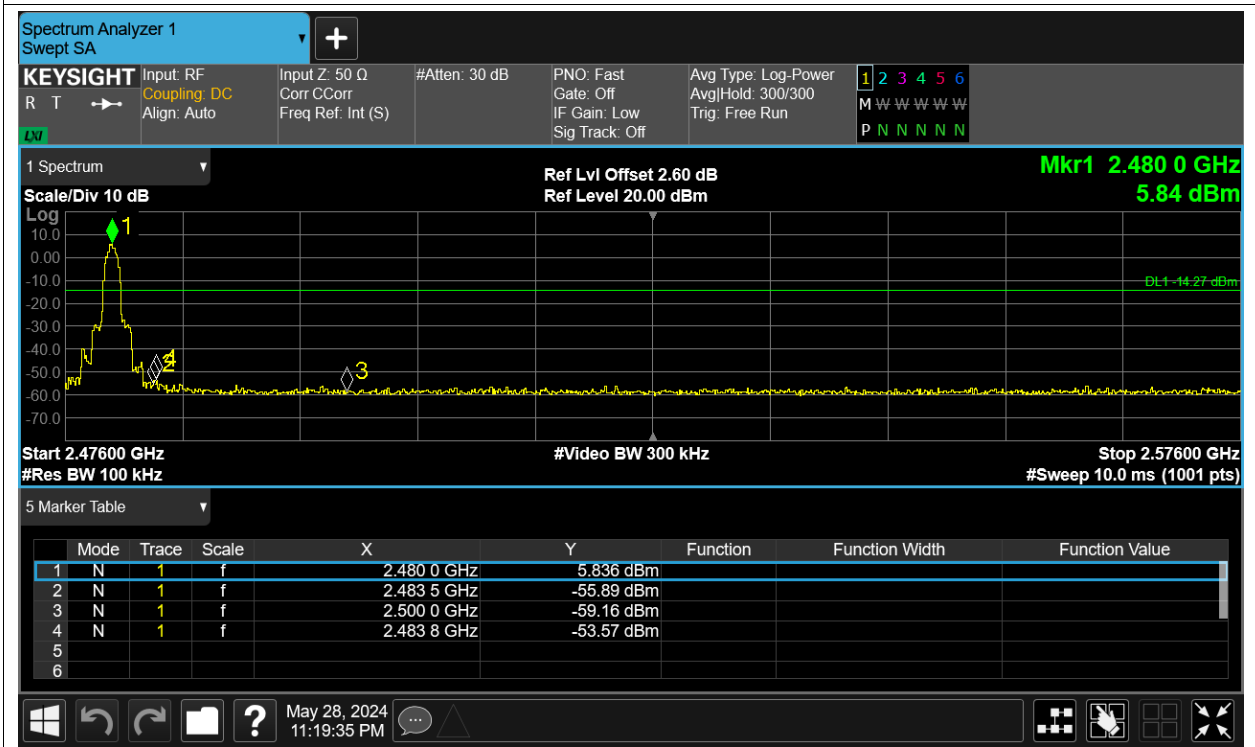 Spectrum Analyzer 1
Swept SA
+
KEYSIGHT Input: RF Input Z: 50 Ω #Atten: 30 dB PNO: Fast Avg Type: Log-Power 1 2 3 4 5 6
R T Coupling: DC Corr CCorr Gate: Off Avg|Hold: 300/300 M W W W W W W
Align: Auto Freq Ref: Int (S) IF Gain: Low Trig: Free Run
LXI Sig Track: Off P N N N N N
1 Spectrum Ref Lvl Offset 2.60 dB Mkr1 2.480 0 GHz
Scale/Div 10 dB Ref Level 20.00 dBm 5.84 dBm
Log
1
10.0
0.00
-10.0
DL1 -14.27 dBm
-20.0
-30.0
-40.0
4
2
3
-50.0
-60.0
-70.0
Start 2.47600 GHz #Video BW 300 kHz Stop 2.57600 GHz
#Res BW 100 kHz #Sweep 10.0 ms (1001 pts)
5 Marker Table
Mode Trace Scale X Y Function Function Width Function Value
1 N 1 f 2.480 0 GHz 5.836 dBm
2 N 1 f 2.483 5 GHz -55.89 dBm
3 N 1 f 2.500 0 GHz -59.16 dBm
4 N 1 f 2.483 8 GHz -53.57 dBm
5
6
? May 28, 2024
11:19:35 PM